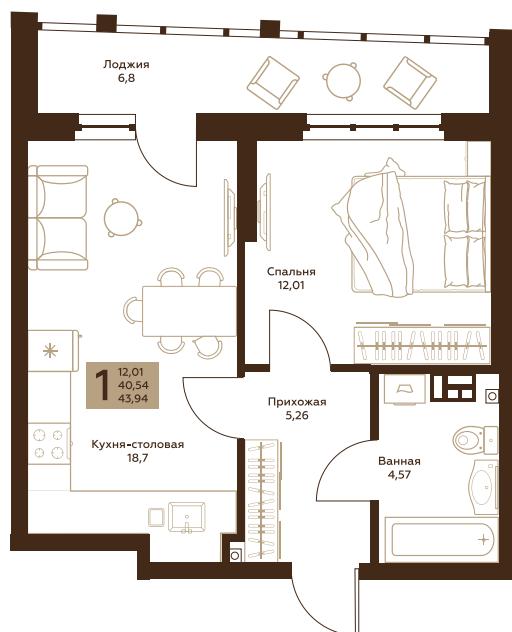 Лоджия
6,8
Спальня
12,01
1
12,01
40,54
43,94
Прихожая
5,26
Кухня-столовая
18,7
Ванная
4,57